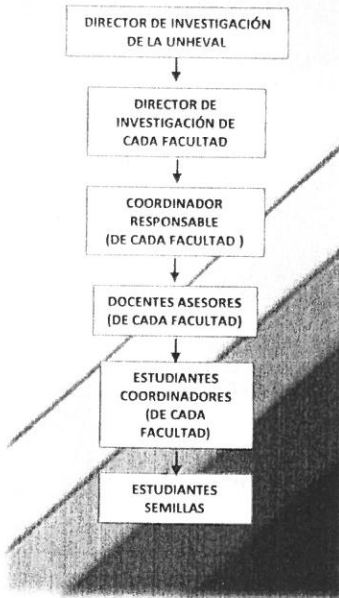 DIRECTOR DE INVESTIGACIÓN
DE LA UNHEVAL
DIRECTOR DE
INVESTIGACIÓN DE
CADA FACULTAD
COORDINADOR
RESPONSABLE
(DE CADA FACULTAD )
DOCENTES ASESORES
(DE CADA FACULTAD)
ESTUDIANTES
COORDINADORES
(DE CADA
FACULTAD)
ESTUDIANTES
SEMILLAS